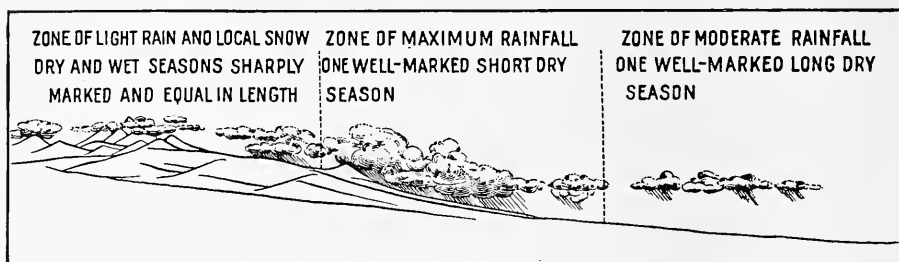 ZONE OF LIGHT RAIN AND LOCAL SNOW
DRY AND WET SEASONS SHARPLY
MARKED AND EQUAL IN LENGTH
ZONE OF MAXIMUM RAINFALL
ONE WELL-MARKED SHORT DRY
SEASON
ZONE OF MODERATE RAINFALL
ONE WELL-MARKED LONG DRY
SEASON